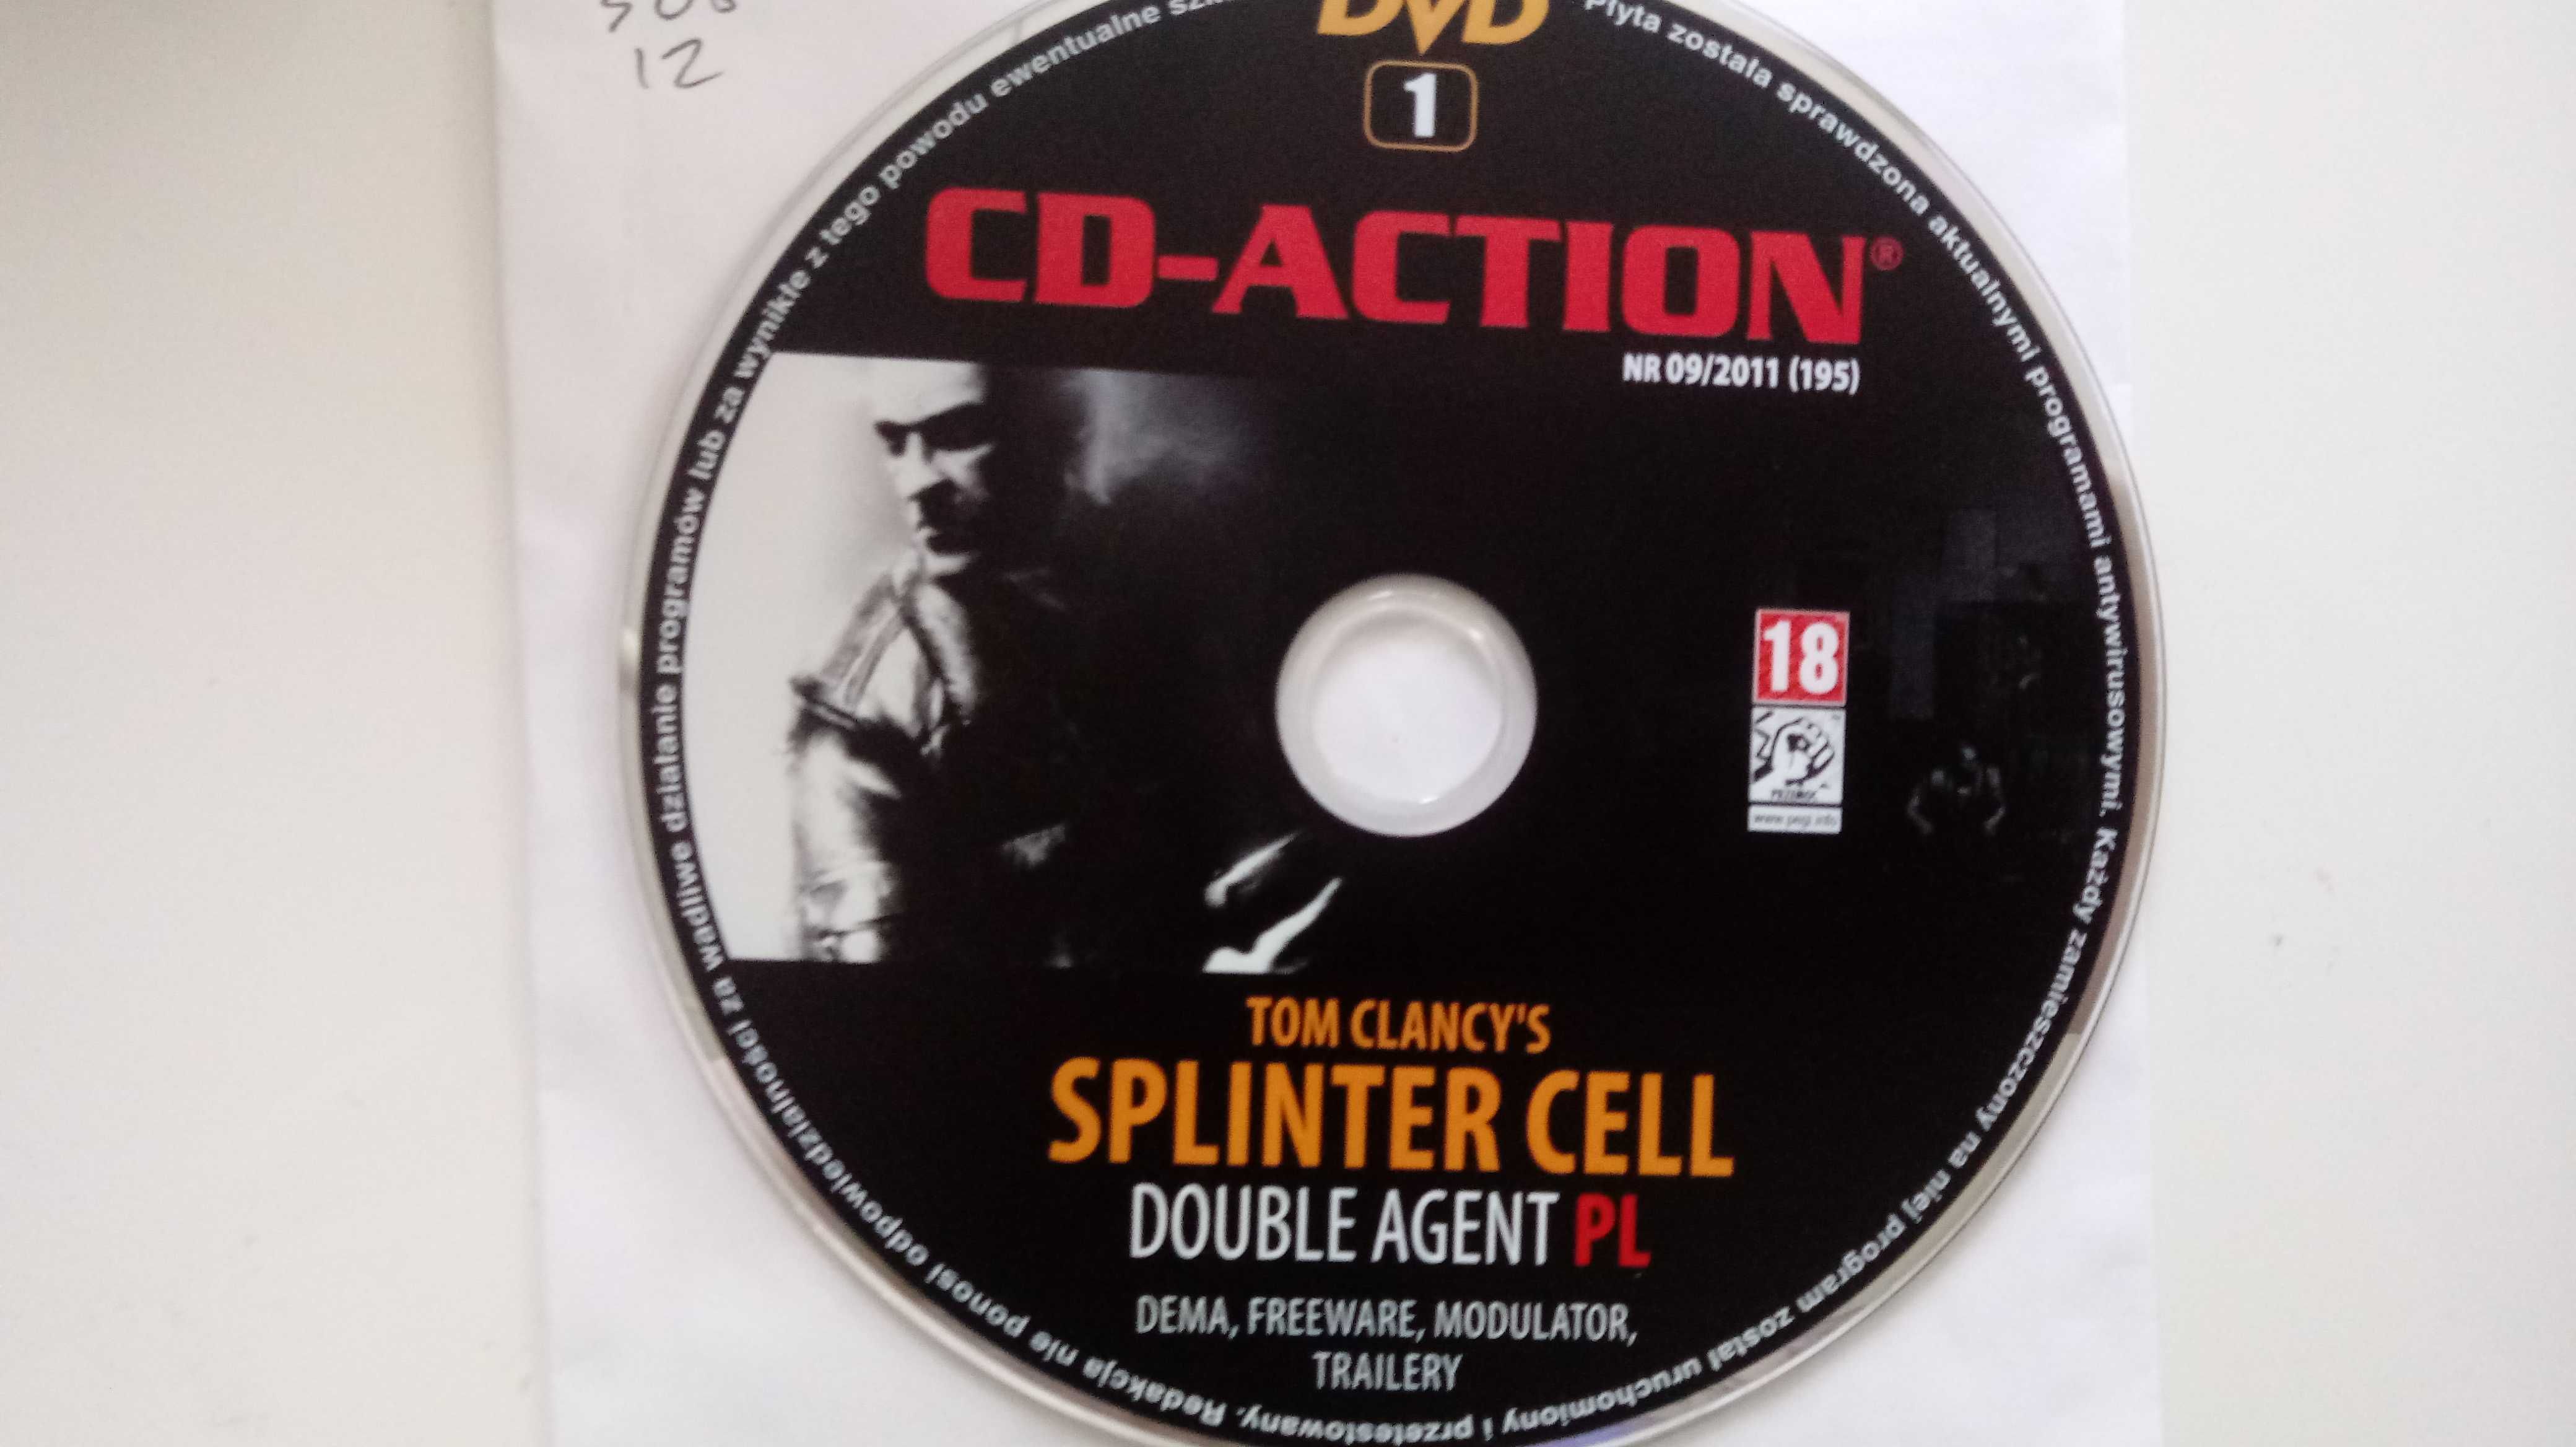 12
DVD
1
CD-ACTION®
NR 09/2011 (195)
18
PRZEMOC
www.pegi.info
TOM CLANCY'S
SPLINTER CELL
DOUBLE AGENT PL
DEMA, FREEWARE, MODULATOR,
TRAILERY
Płyta została sprawdzona aktualnymi programami antywirusowymi. Każdy zamieszczony na niej program został uruchomiony i przetestowany. Redakcja nie ponosi odpowiedzialności za wadliwe działanie programów lub za wynikłe z tego powodu ewentualne